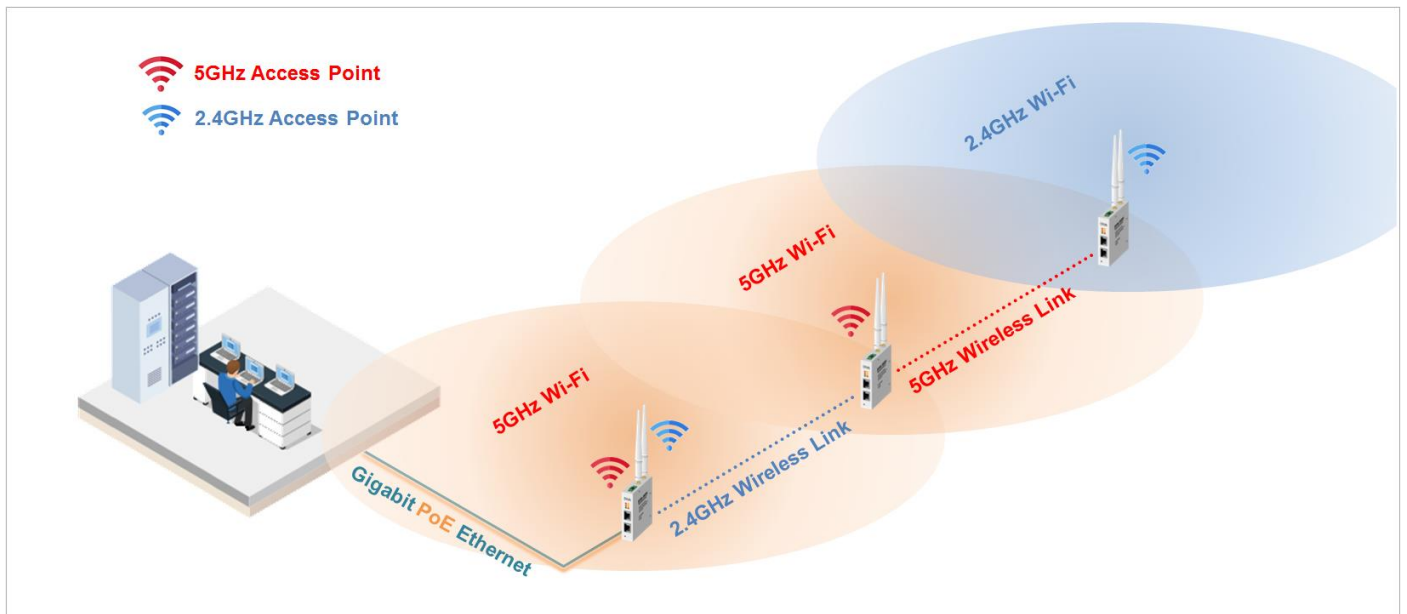 5GHz Access Point
2.4GHz Access Point
2.4GHz Wi-Fi
5GHz Wi-Fi
5GHz Wireless Link
5GHz Wi-Fi
2.4GHz Wireless Link
Gigabit PoE Ethernet